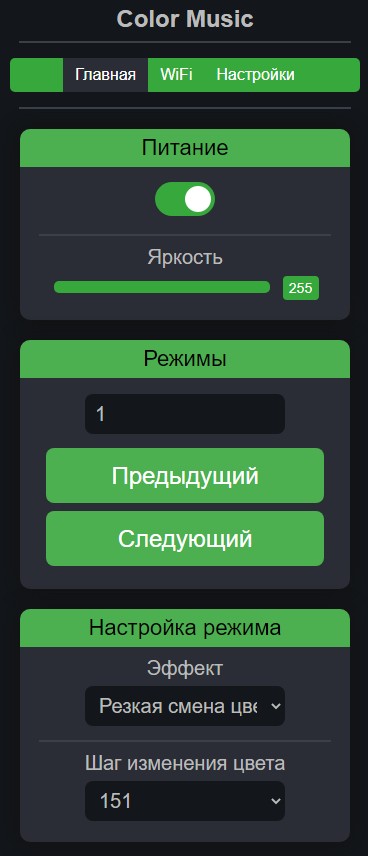 Color Music
Главная WiFi Настройки
Питание
Яркость
255
Режимы
1
Предыдущий
Следующий
Настройка режима
Эффект
Резкая смена цве
Шаг изменения цвета
151